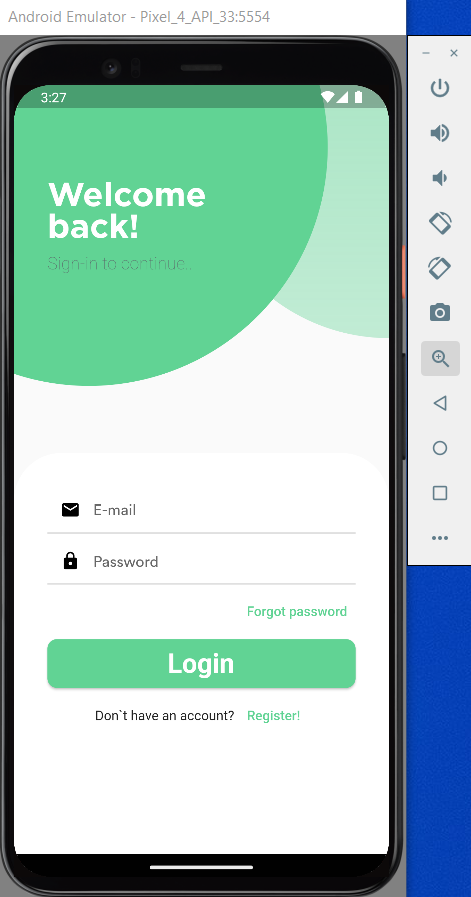 Android Emulator - Pixel_4_API_33:5554
3:27
Welcome
back!
Sign-in to continue..
E-mail
Password
Forgot password
Login
Don`t have an account? Register!